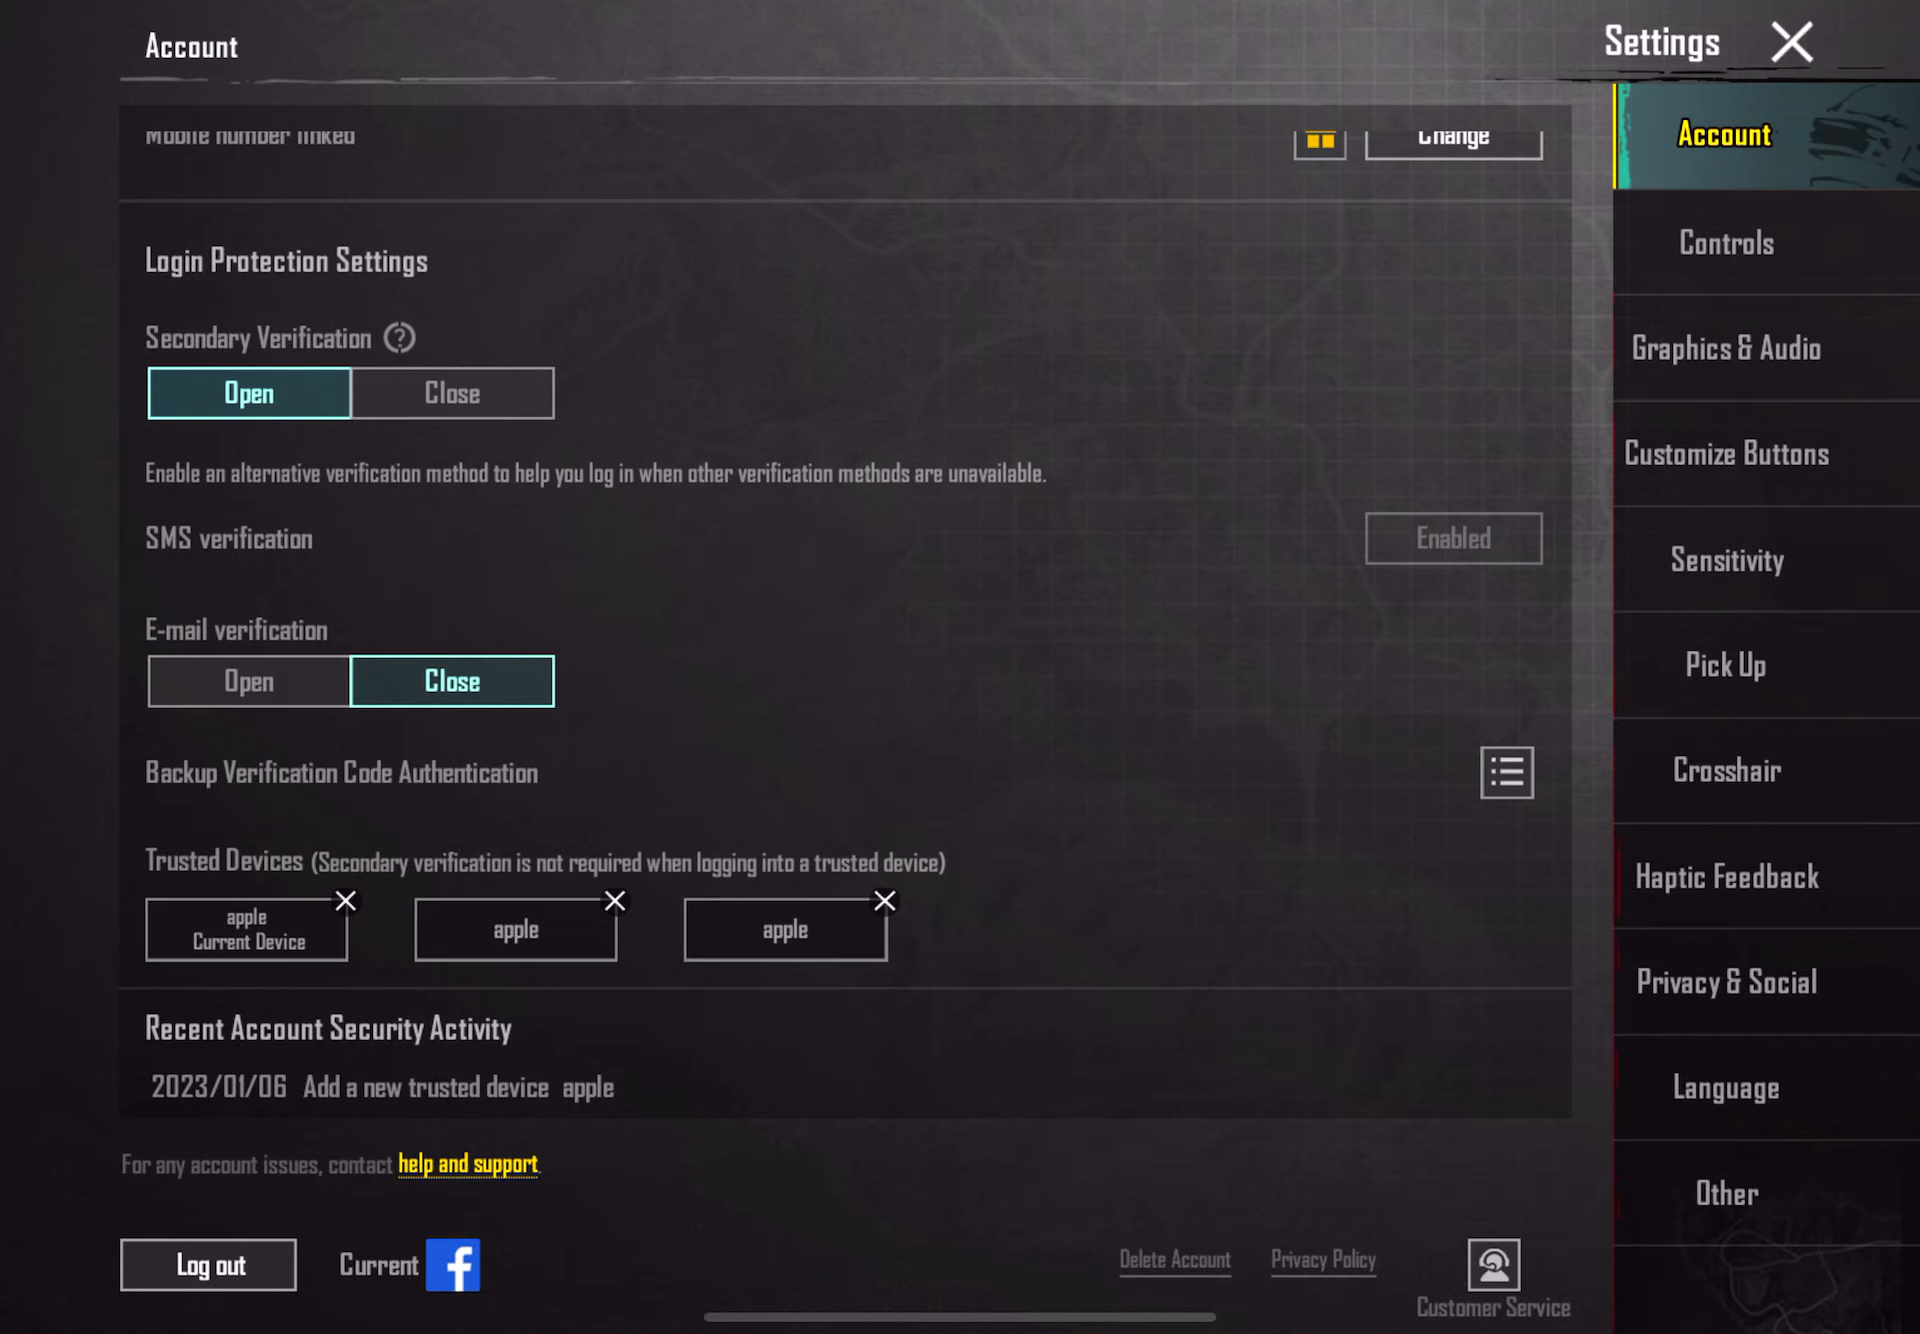 Account
Settings
Mobile number linked
Change
Login Protection Settings
Secondary Verification ?
Open
Close
Enable an alternative verification method to help you log in when other verification methods are unavailable.
SMS verification
Enabled
E-mail verification
Open
Close
Backup Verification Code Authentication
Trusted Devices (Secondary verification is not required when logging into a trusted device)
apple
Current Device
apple
apple
Recent Account Security Activity
2023/01/06 Add a new trusted device apple
For any account issues, contact help and support.
Log out
Current
Delete Account
Privacy Policy
Customer Service
Account
Controls
Graphics & Audio
Customize Buttons
Sensitivity
Pick Up
Crosshair
Haptic Feedback
Privacy & Social
Language
Other